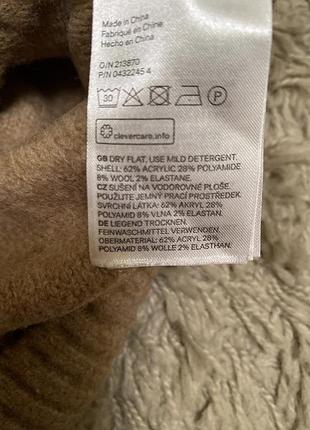 Made in China
Fabriqué en Chine
Hecho en China
O/N 213870
P/N 0432245 4
30 P
clevercare.info
GB DRY FLAT. USE MILD DETERGENT.
SHELL: 62% ACRYLIC 28% POLYAMIDE
8% WOOL 2% ELASTANE.
CZ SUŠENÍ NA VODOROVNÉ PLOŠE.
POUŽIJTE JEMNÝ PRACÍ PROSTŘEDEK.
SVRCHNÍ LÁTKA: 62% AKRYL 28%
POLYAMID 8% VLNA 2% ELASTAN.
DE LIEGEND TROCKNEN.
FEINWASCHMITTEL VERWENDEN.
OBERMATERIAL: 62% ACRYL 28%
POLYAMID 8% WOLLE 2% ELASTHAN.